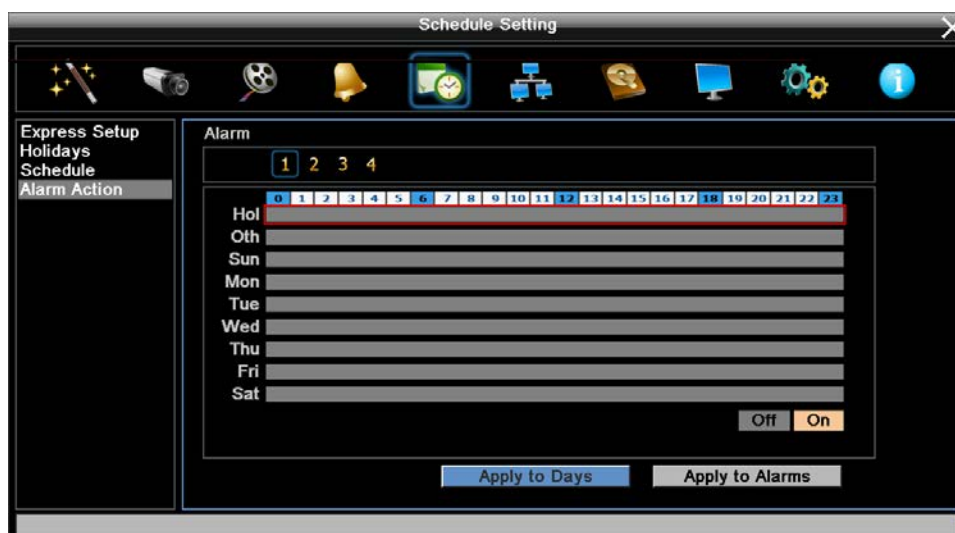 Schedule Setting
Express Setup
Holidays
Schedule
Alarm Action
Alarm
1 2 3 4
0 1 2 3 4 5 6 7 8 9 10 11 12 13 14 15 16 17 18 19 20 21 22 23
Hol
Oth
Sun
Mon
Tue
Wed
Thu
Fri
Sat
Off On
Apply to Days Apply to Alarms